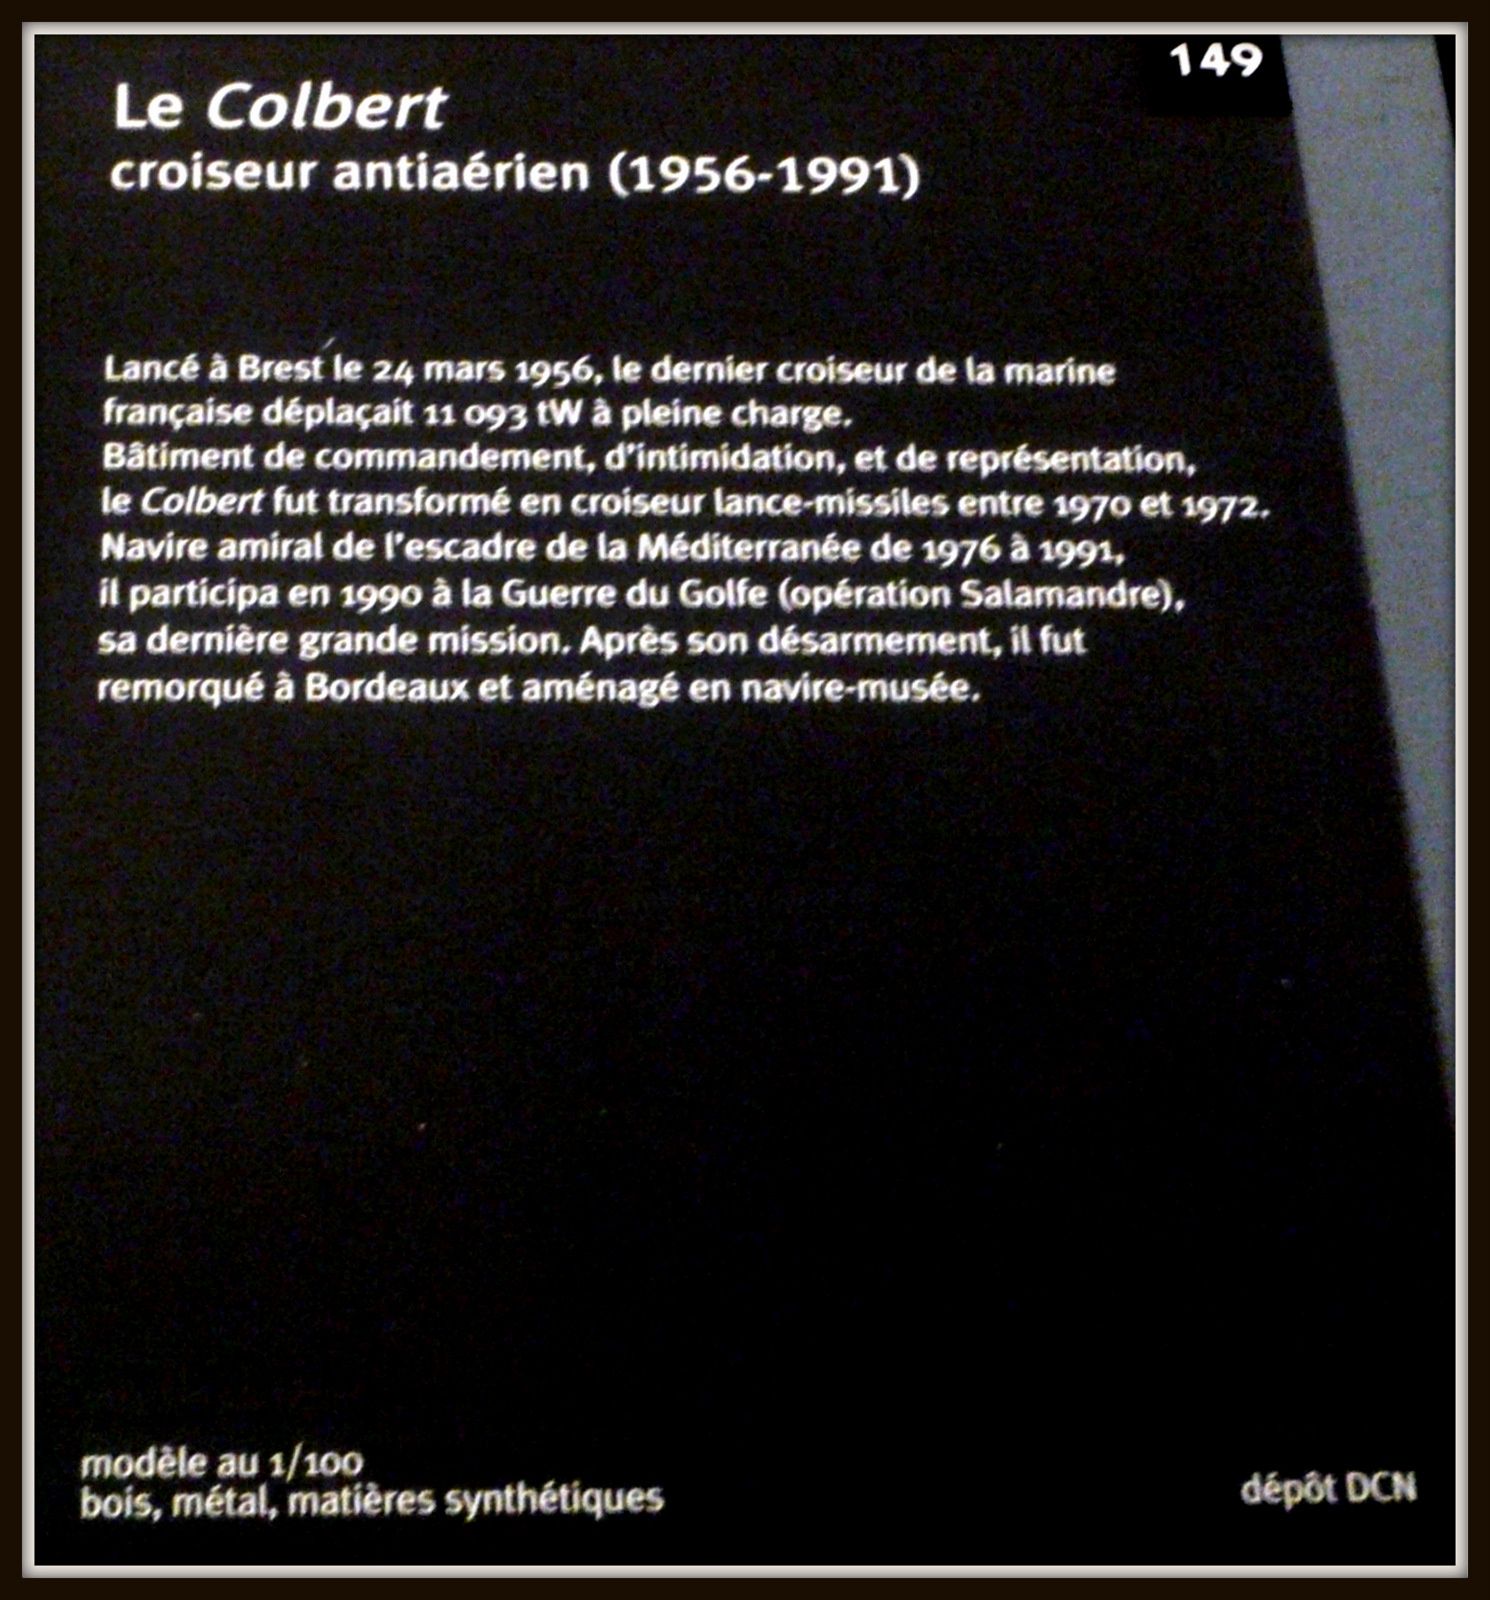 149
Le Colbert
croiseur antiaérien (1956-1991)
Lancé à Brest le 24 mars 1956, le dernier croiseur de la marine
française déplaçait 11 093 tW à pleine charge.
Bâtiment de commandement, d'intimidation, et de représentation,
le Colbert fut transformé en croiseur lance-missiles entre 1970 et 1972.
Navire amiral de l'escadre de la Méditerranée de 1976 à 1991,
il participa en 1990 à la Guerre du Golfe (opération Salamandre),
sa dernière grande mission. Après son désarmement, il fut
remorqué à Bordeaux et aménagé en navire-musée.
modèle au 1/100
bois, métal, matières synthétiques
dépôt DCN